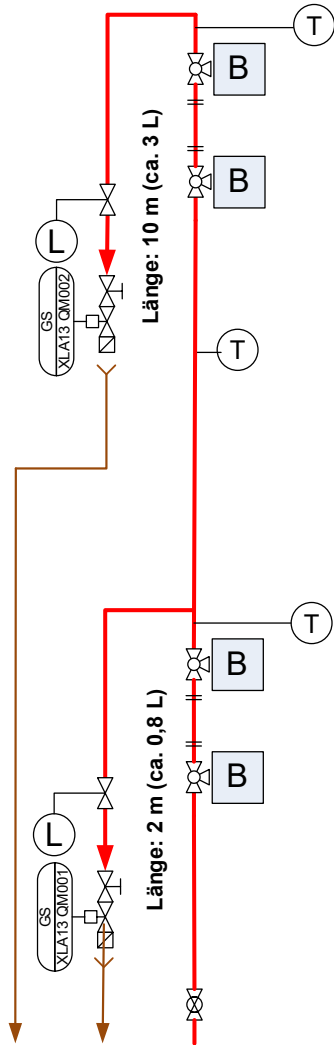 T
B
B
Länge: 10 m (ca. 3 L)
L
GS
XLA13 QM002
T
T
B
B
Länge: 2 m (ca. 0,8 L)
L
GS
XLA13 QM001